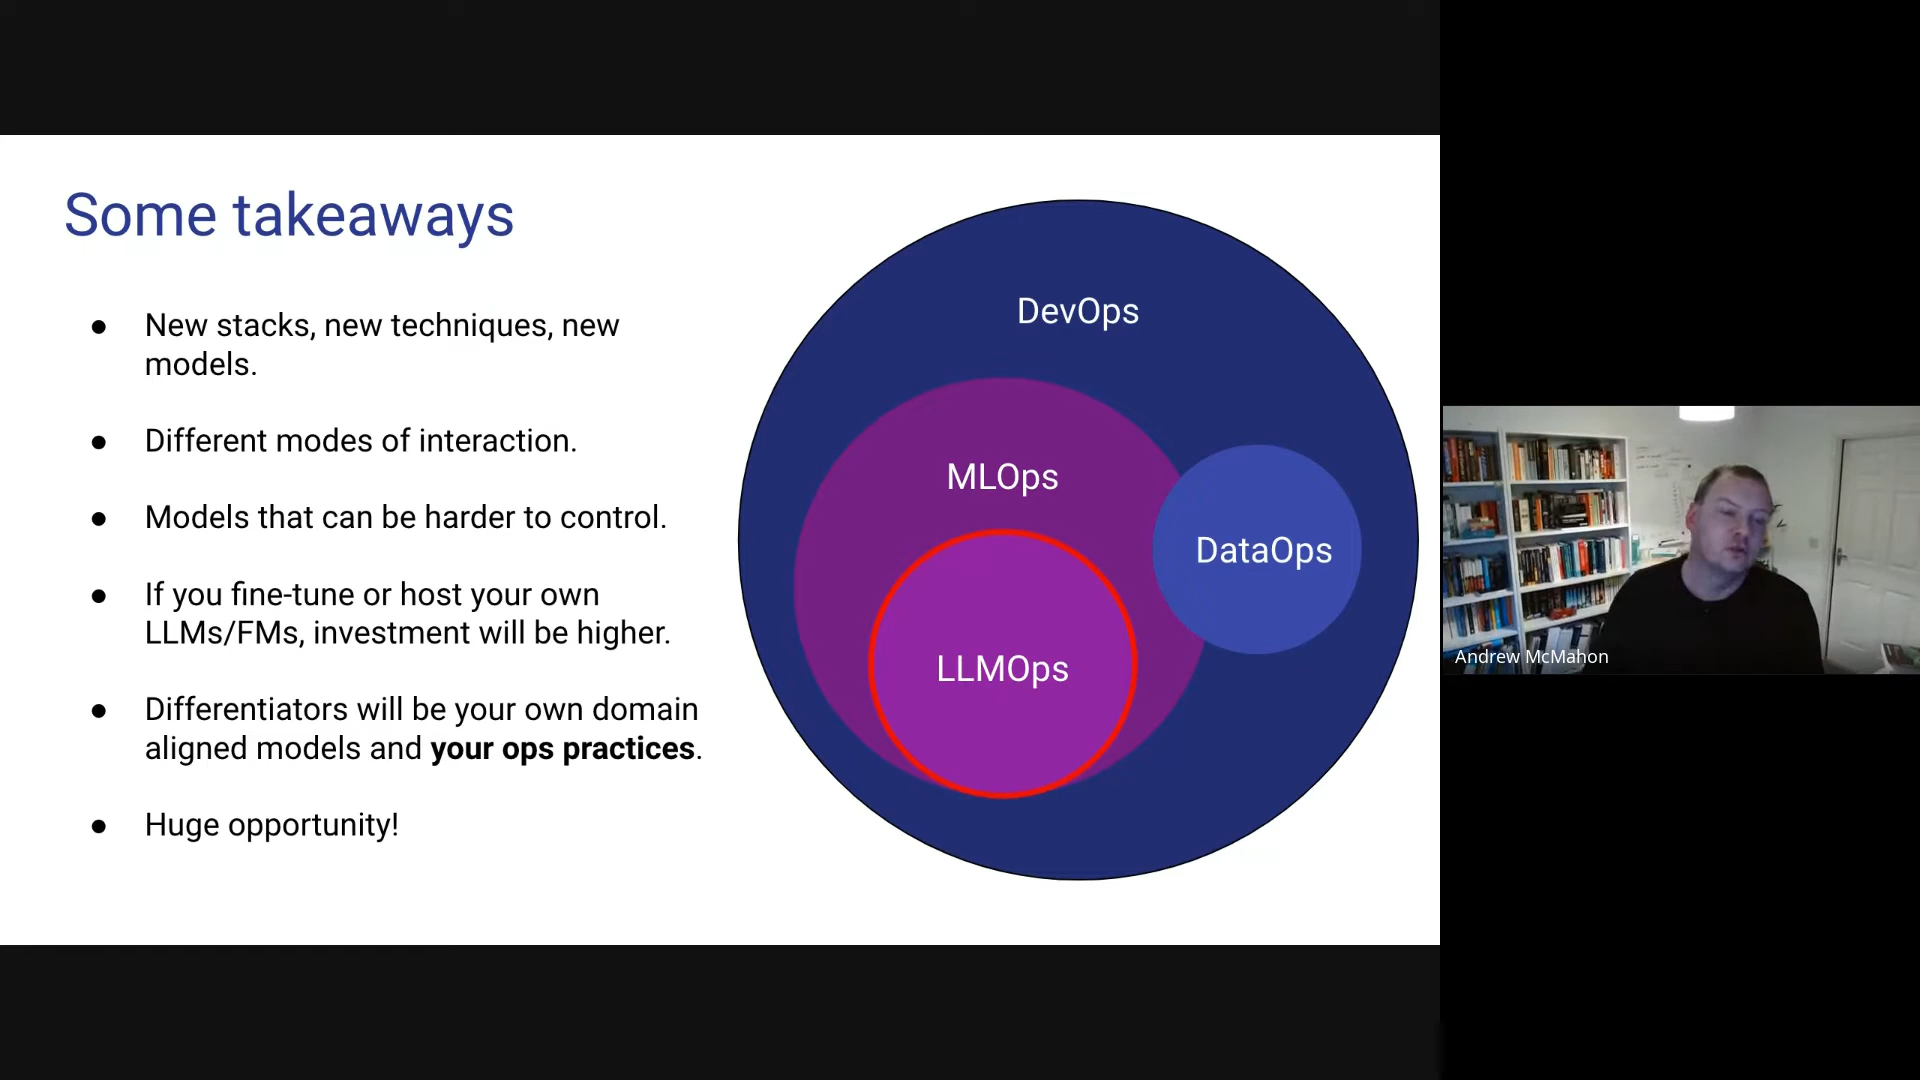 Some takeaways
● New stacks, new techniques, new
models.
● Different modes of interaction.
● Models that can be harder to control.
● If you fine-tune or host your own
LLMs/FMs, investment will be higher.
● Differentiators will be your own domain
aligned models and your ops practices.
● Huge opportunity!
DevOps
MLOps
DataOps
LLMOps
Andrew McMahon